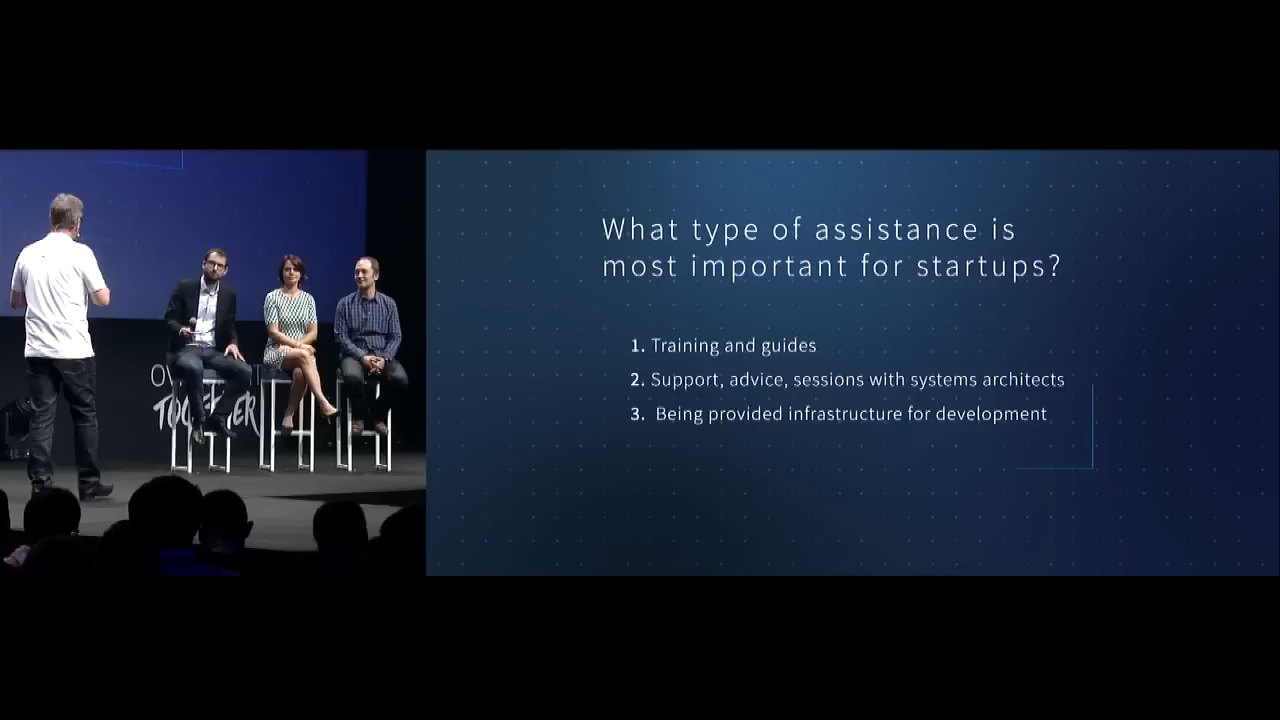 TOGETHER
What type of assistance is
most important for startups?
1. Training and guides
2. Support, advice, sessions with systems architects
3. Being provided infrastructure for development